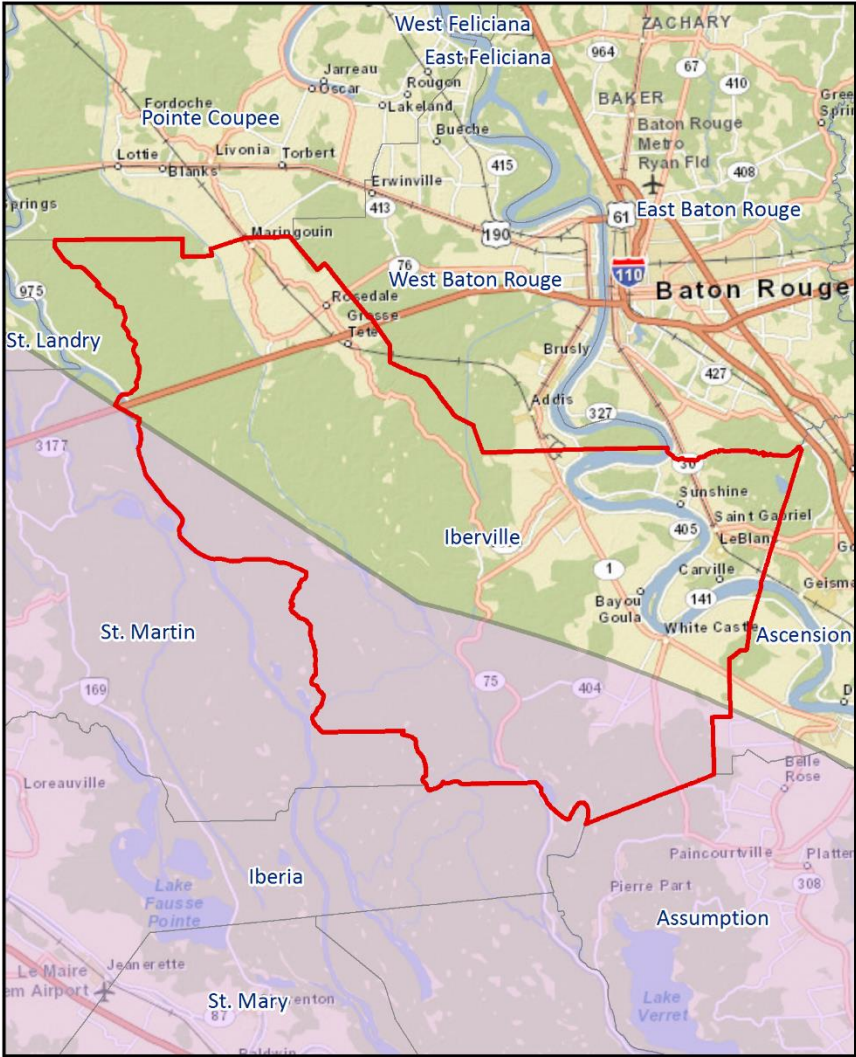 West Feliciana
ZACHARY
East Feliciana
964
67
410
Jarreau
Oscar
Rougon
Lakeland
BAKER
Fordoche
Pointe Coupee
Bueche
Baton Rouge
Metro
Ryan Fld
Lottie
Blanks
Livonia
Torbert
415
408
Erwinville
413
61
East Baton Rouge
190
Maringouin
76
West Baton Rouge
110
Baton Rouge
975
Rosedale
Grosse
Tete
St. Landry
Brusly
427
Addis
327
3177
30
Sunshine
Saint Gabriel
405
LeBlanc
Iberville
1
Carville
Geismar
Bayou
Goula
141
White Castle
Ascension
St. Martin
75
404
169
Belle
Rose
Loreauville
Paincourtville
Iberia
Pierre Part
308
Lake
Fausse
Pointe
Assumption
Le Maire
Airport
Jeanerette
St. Mary
87
Lake
Verret
Baldwin